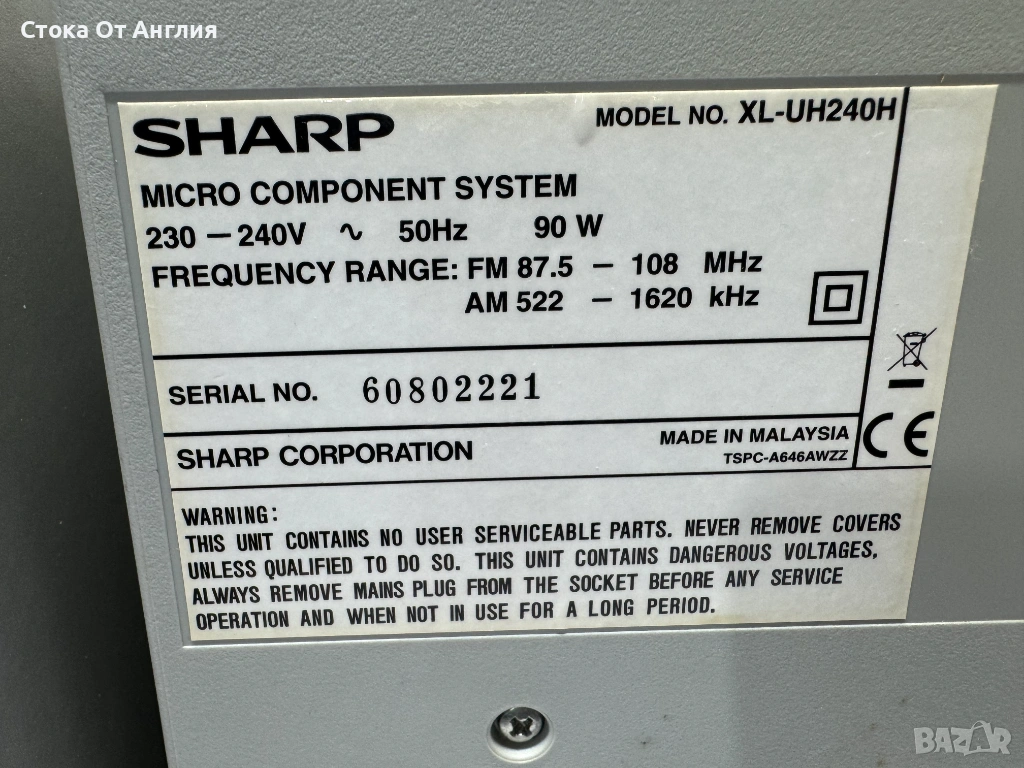 Стока От Англия
SHARP
MODEL NO. XL-UH240H
MICRO COMPONENT SYSTEM
230 – 240V ~ 50Hz 90 W
FREQUENCY RANGE: FM 87.5 – 108 MHz
AM 522 – 1620 kHz
SERIAL NO. 60802221
SHARP CORPORATION
MADE IN MALAYSIA
TSPC-A646AWZZ
CE
WARNING:
THIS UNIT CONTAINS NO USER SERVICEABLE PARTS. NEVER REMOVE COVERS
UNLESS QUALIFIED TO DO SO. THIS UNIT CONTAINS DANGEROUS VOLTAGES,
ALWAYS REMOVE MAINS PLUG FROM THE SOCKET BEFORE ANY SERVICE
OPERATION AND WHEN NOT IN USE FOR A LONG PERIOD.
BAZAR